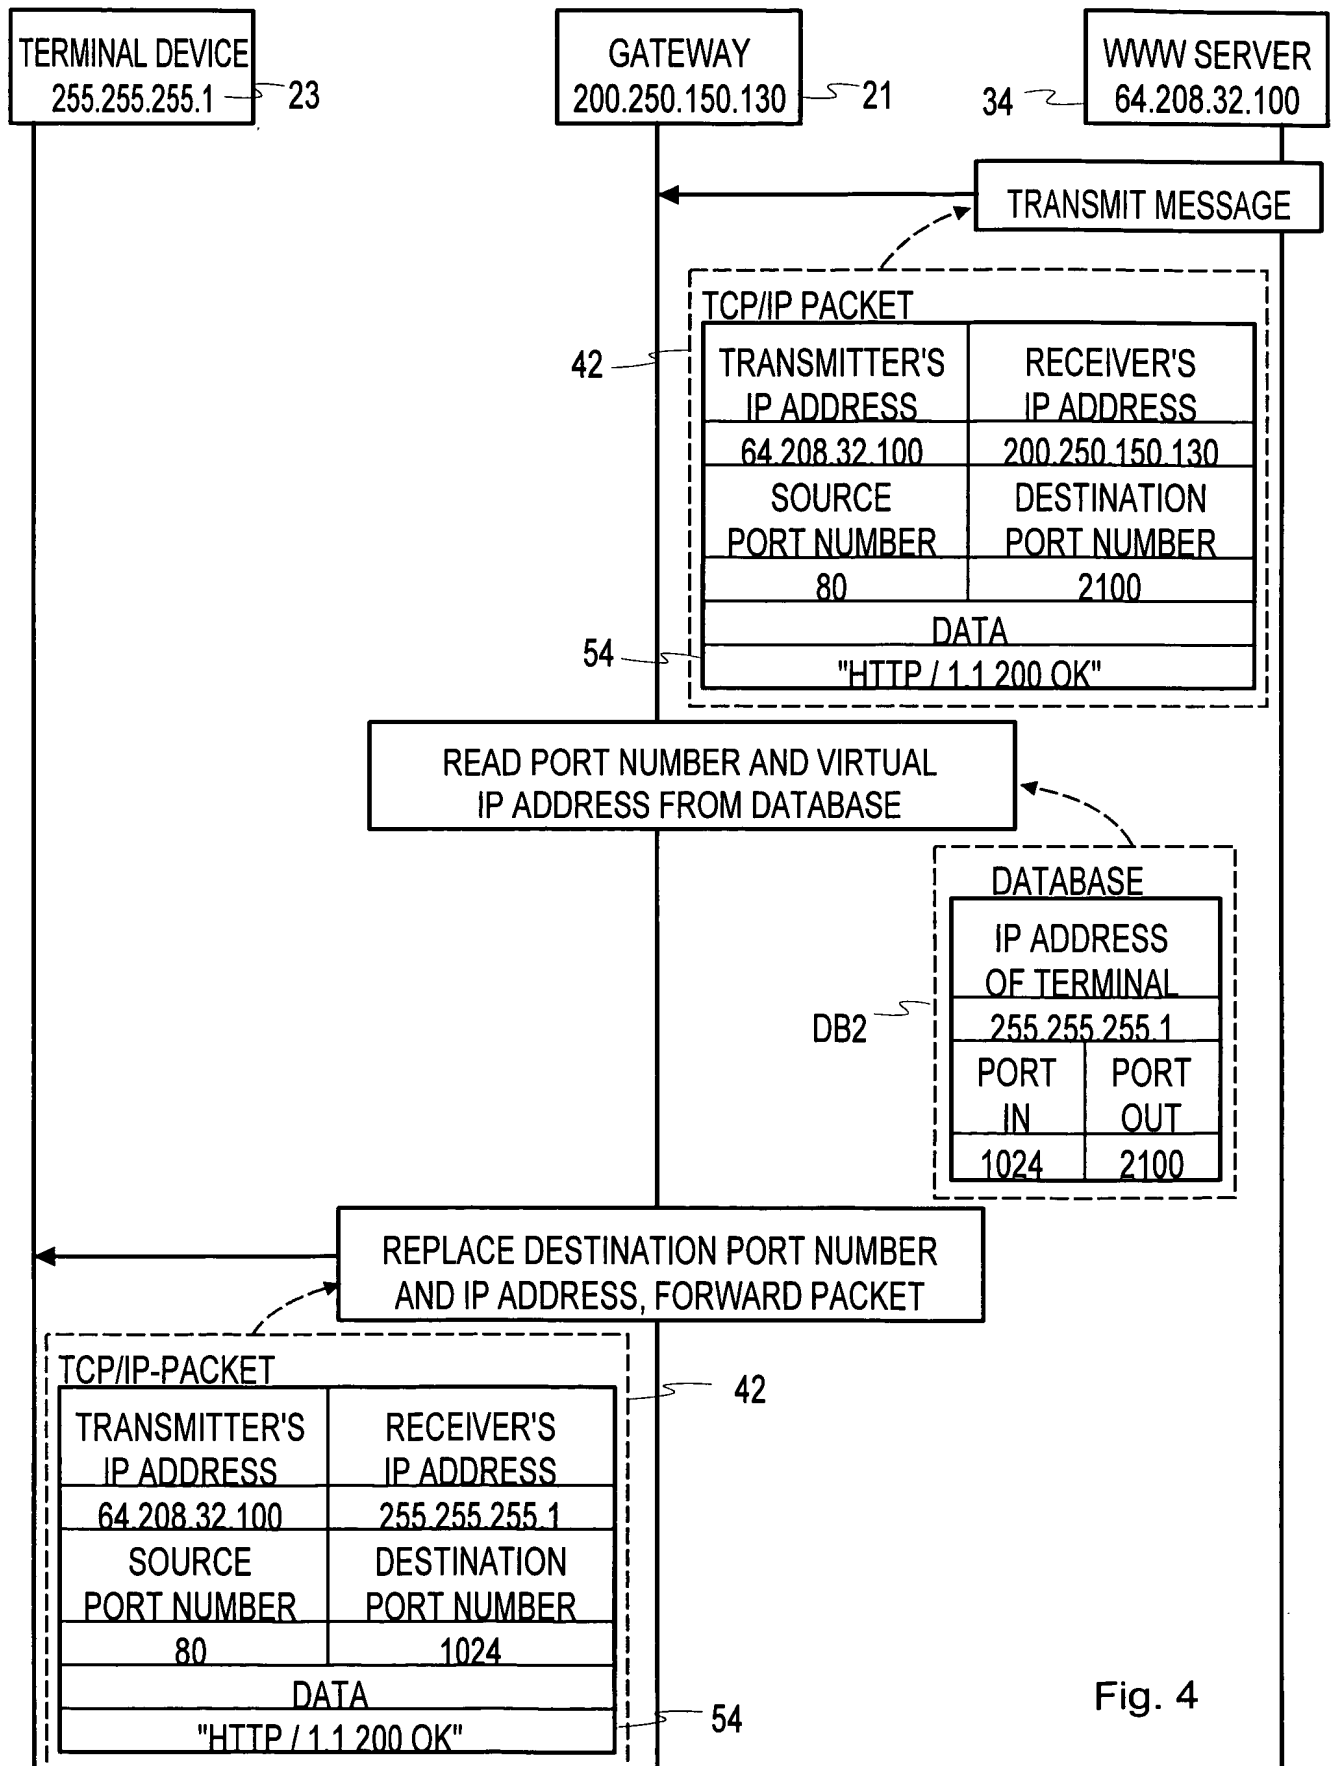 TERMINAL DEVICE
255.255.255.1
23
GATEWAY
200.250.150.130
21
WWW SERVER
64.208.32.100
34
TRANSMIT MESSAGE
TCP/IP PACKET
42
TRANSMITTER'S
IP ADDRESS
RECEIVER'S
IP ADDRESS
64.208.32.100
200.250.150.130
SOURCE
PORT NUMBER
DESTINATION
PORT NUMBER
80
2100
DATA
54
"HTTP / 1.1 200 OK"
READ PORT NUMBER AND VIRTUAL
IP ADDRESS FROM DATABASE
DATABASE
IP ADDRESS
OF TERMINAL
DB2
255.255.255.1
PORT
IN
PORT
OUT
1024
2100
REPLACE DESTINATION PORT NUMBER
AND IP ADDRESS, FORWARD PACKET
TCP/IP-PACKET
42
TRANSMITTER'S
IP ADDRESS
RECEIVER'S
IP ADDRESS
64.208.32.100
255.255.255.1
SOURCE
PORT NUMBER
DESTINATION
PORT NUMBER
80
1024
DATA
54
"HTTP / 1.1 200 OK"
Fig. 4